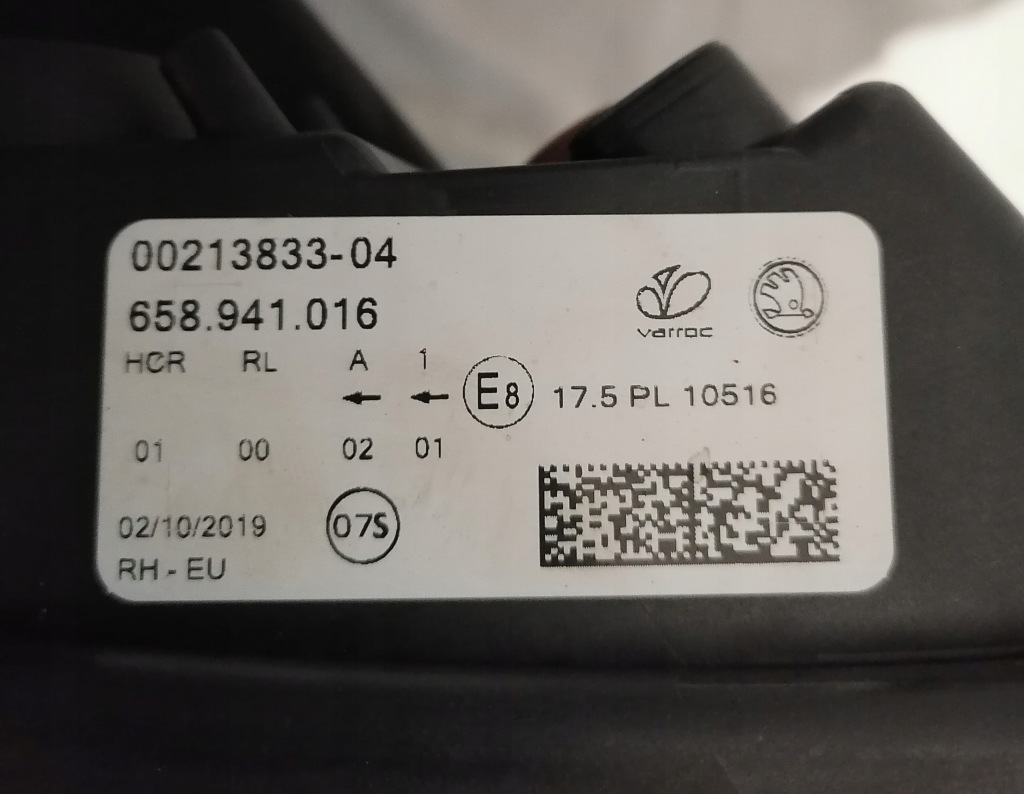 00213833-04
658.941.016
varroc
HCR RL A 1
← ← E8 17.5 PL 10516
01 00 02 01
02/10/2019 07S
RH - EU